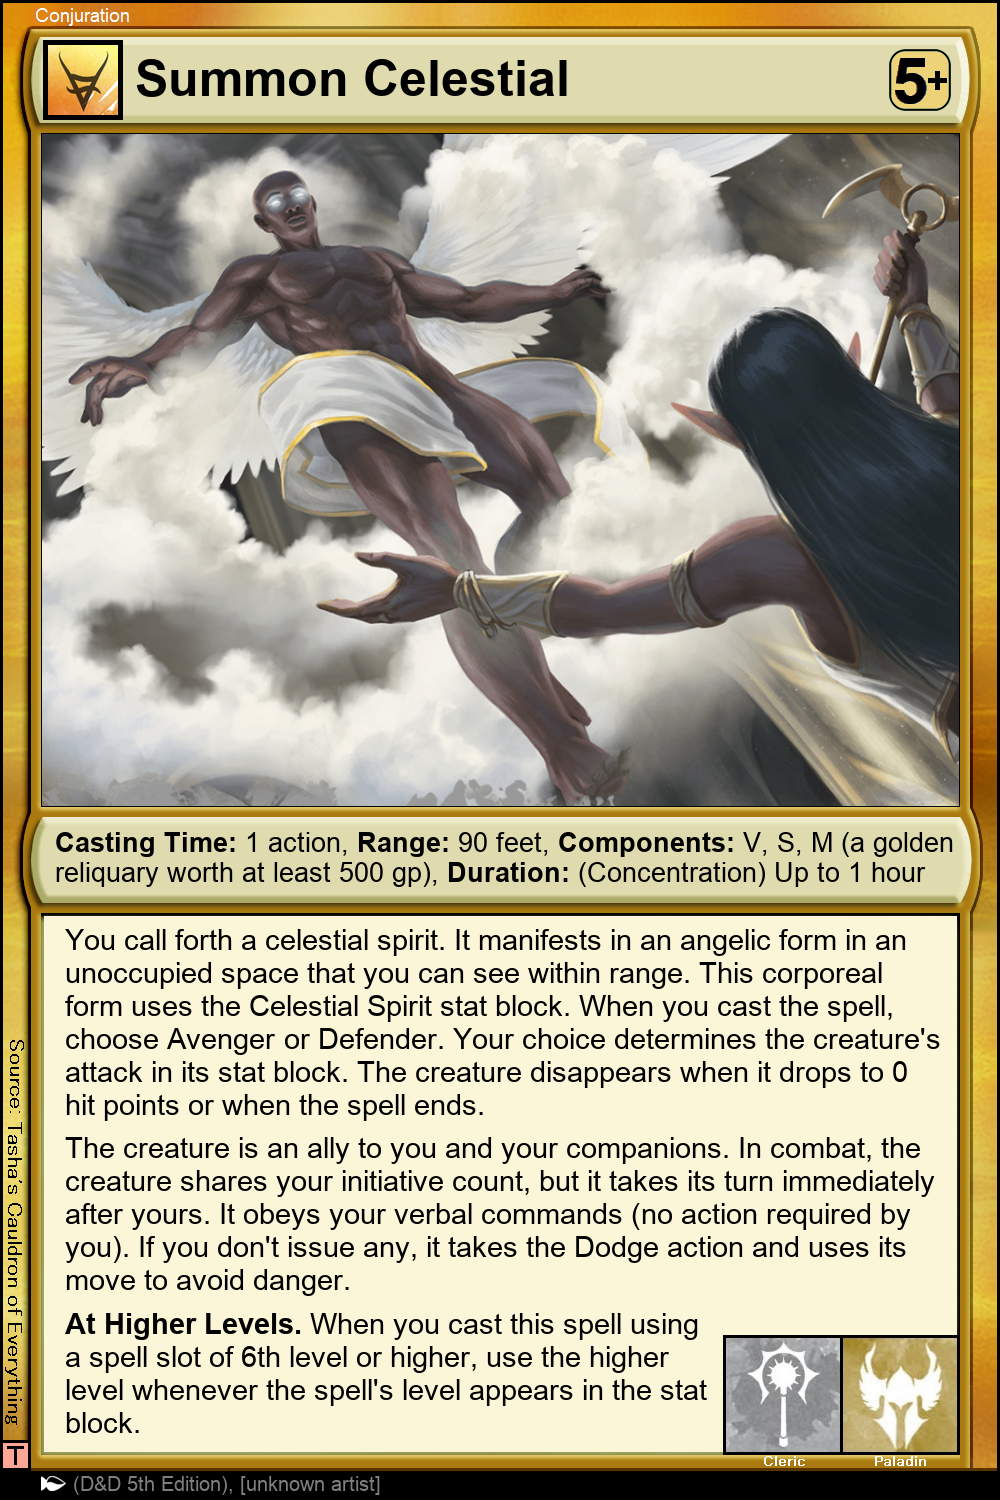 Conjuration
Summon Celestial
5+
Casting Time: 1 action, Range: 90 feet, Components: V, S, M (a golden
reliquary worth at least 500 gp), Duration: (Concentration) Up to 1 hour
You call forth a celestial spirit. It manifests in an angelic form in an
unoccupied space that you can see within range. This corporeal
form uses the Celestial Spirit stat block. When you cast the spell,
choose Avenger or Defender. Your choice determines the creature's
attack in its stat block. The creature disappears when it drops to 0
hit points or when the spell ends.
The creature is an ally to you and your companions. In combat, the
creature shares your initiative count, but it takes its turn immediately
after yours. It obeys your verbal commands (no action required by
you). If you don't issue any, it takes the Dodge action and uses its
move to avoid danger.
At Higher Levels. When you cast this spell using
a spell slot of 6th level or higher, use the higher
level whenever the spell's level appears in the stat
block.
Cleric
Paladin
Source: Tasha's Cauldron of Everything
T
(D&D 5th Edition), [unknown artist]